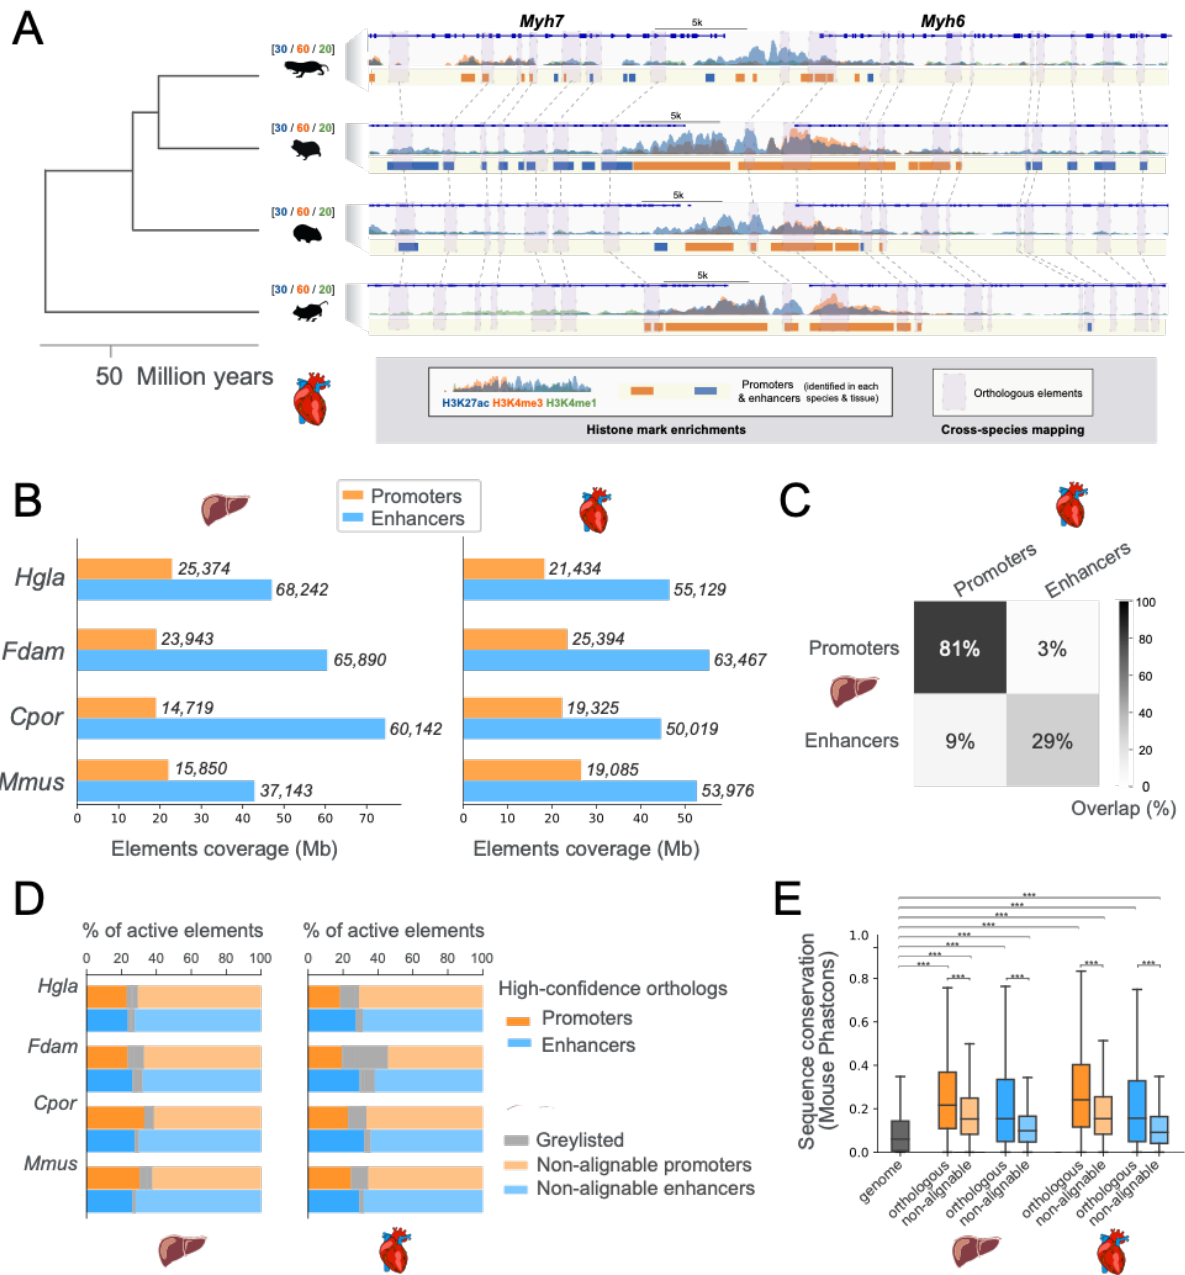 A
Myh7
5k
Myh6
[30 / 60 / 20]
5k
[30 / 60 / 20]
5k
[30 / 60 / 20]
5k
[30 / 60 / 20]
50 Million years
H3K27ac H3K4me3 H3K4me1
Promoters & enhancers
(identified in each species & tissue)
Histone mark enrichments
Orthologous elements
Cross-species mapping
B
Promoters
Enhancers
Hgla
25,374
68,242
21,434
55,129
Fdam
23,943
65,890
25,394
63,467
Cpor
14,719
60,142
19,325
50,019
Mmus
15,850
37,143
19,085
53,976
0 10 20 30 40 50 60 70
0 10 20 30 40 50
Elements coverage (Mb)
Elements coverage (Mb)
C
Promoters
Enhancers
Promoters
81%
3%
Enhancers
9%
29%
100
80
60
40
20
0
Overlap (%)
D
% of active elements
% of active elements
0 20 40 60 80 100
0 20 40 60 80 100
Hgla
Fdam
Cpor
Mmus
High-confidence orthologs
Promoters
Enhancers
Greylisted
Non-alignable promoters
Non-alignable enhancers
E
Sequence conservation
(Mouse Phastcons)
1.0
0.8
0.6
0.4
0.2
0.0
***
***
***
***
***
***
***
***
***
***
***
***
genome
orthologous
non-alignable
orthologous
non-alignable
orthologous
non-alignable
orthologous
non-alignable